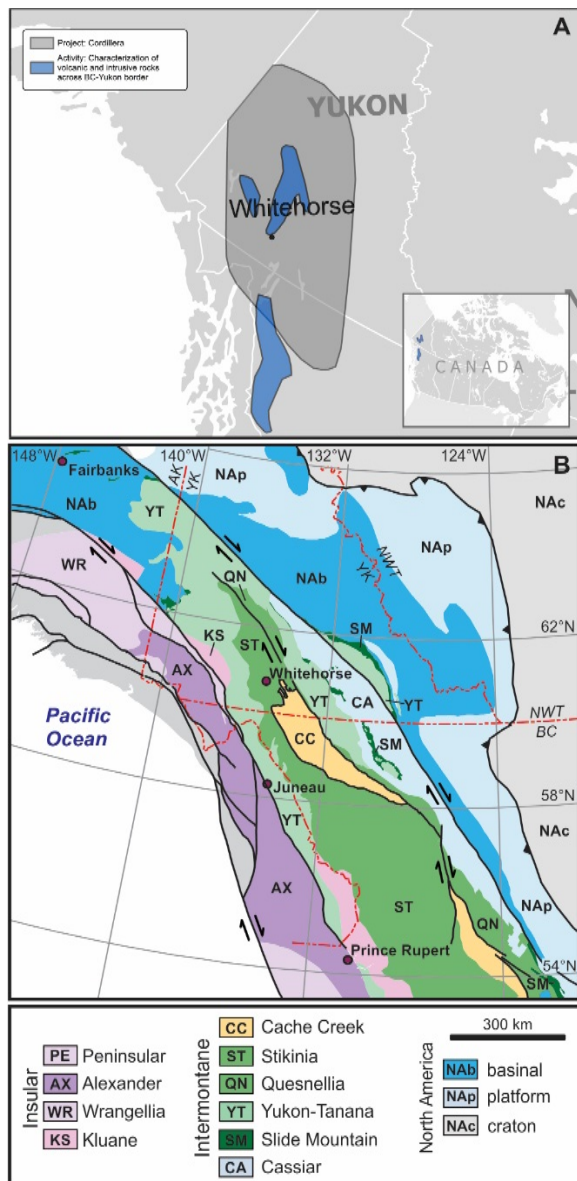 A
Project: Cordillera
Activity: Characterization of
volcanic and intrusive rocks
across BC-Yukon border
YUKON
Whitehorse
N
CANADA
B
148°W
140°W
132°W
124°W
Fairbanks
AK
YK
NAp
NAc
NAb
YT
NAp
WR
QN
NAb
NWT
YK
SM
62°N
KS
ST
AX
Whitehorse
CA
YT
YT
NWT
BC
Pacific
Ocean
CC
SM
58°N
Juneau
YT
NAc
AX
ST
NAp
QN
Prince Rupert
54°N
SM
300 km
Insular
PE Peninsular
AX Alexander
WR Wrangellia
KS Kluane
Intermontane
CC Cache Creek
ST Stikinia
QN Quesnellia
YT Yukon-Tanana
SM Slide Mountain
CA Cassiar
North America
NAb basinal
NAp platform
NAc craton